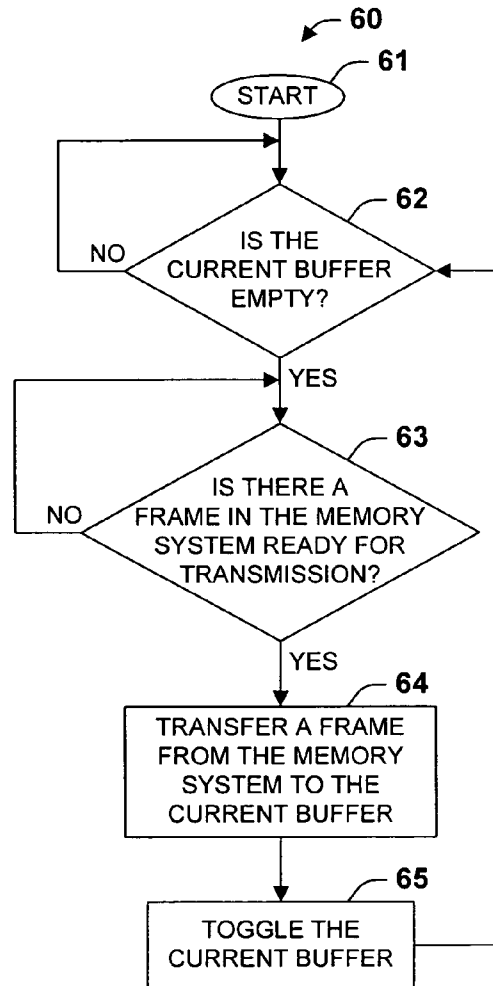 60
61
START
62
IS THE
CURRENT BUFFER
EMPTY?
NO
YES
63
IS THERE A
FRAME IN THE MEMORY
SYSTEM READY FOR
TRANSMISSION?
NO
YES
64
TRANSFER A FRAME
FROM THE MEMORY
SYSTEM TO THE
CURRENT BUFFER
65
TOGGLE THE
CURRENT BUFFER